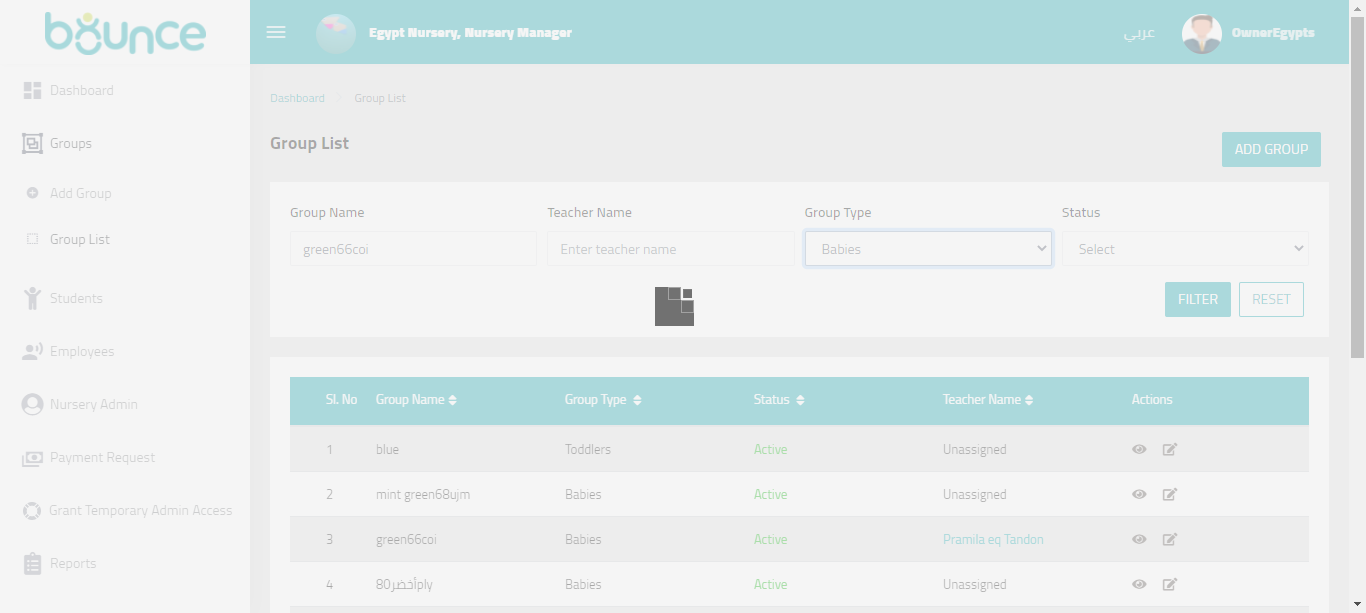 bounce
Egypt Nursery, Nursery Manager
عربي
OwnerEgypts
Dashboard
Groups
Add Group
Group List
Students
Employees
Nursery Admin
Payment Request
Grant Temporary Admin Access
Reports
Dashboard Group List
Group List
ADD GROUP
Group Name Teacher Name Group Type Status
green66coi Enter teacher name Babies Select
FILTER RESET
Sl. No Group Name Group Type Status Teacher Name Actions
1 blue Toddlers Active Unassigned
2 mint green68ujm Babies Active Unassigned
3 green66coi Babies Active Pramila eq Tandon
4 أخضر80ply Babies Active Unassigned